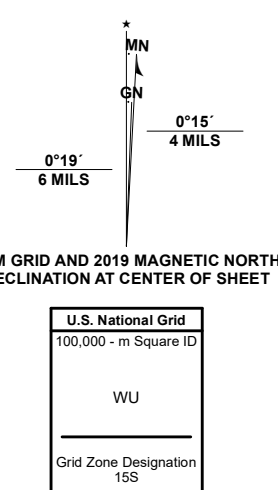 ★
MN
GN
0°15´
4 MILS
0°19´
6 MILS
M GRID AND 2019 MAGNETIC NORTH
ECLINATION AT CENTER OF SHEET
U.S. National Grid
100,000 - m Square ID
WU
Grid Zone Designation
15S